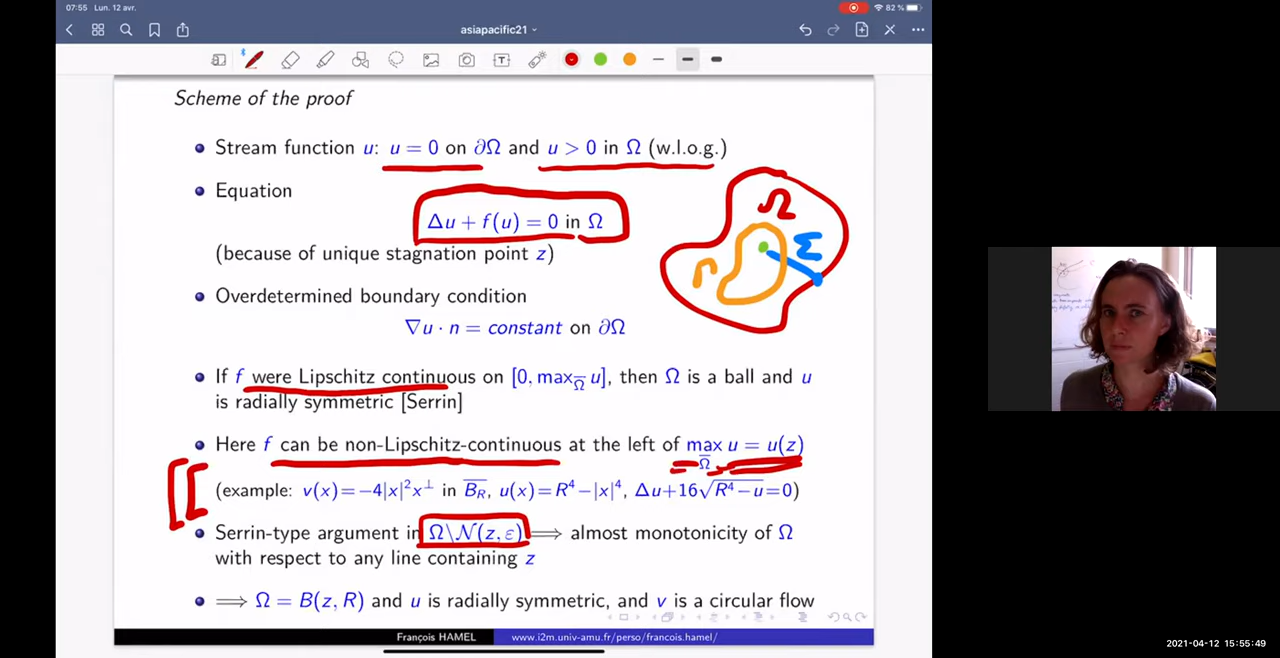 07:55 Lun. 12 avr.
82 %
asiapacific21
T
Scheme of the proof
Stream function u: u = 0 on ∂Ω and u > 0 in Ω (w.l.o.g.)
Equation
Δu + f(u) = 0 in Ω
(because of unique stagnation point z)
Ω
Σ
Γ
Overdetermined boundary condition
∇u · n = constant on ∂Ω
If f were Lipschitz continuous on [0, max_Ω̅ u], then Ω is a ball and u
is radially symmetric [Serrin]
Here f can be non-Lipschitz-continuous at the left of max_Ω̅ u = u(z)
(example: v(x)=−4|x|²x^⊥ in B_R̅, u(x)=R⁴−|x|⁴, Δu+16√(R⁴−u)=0)
Serrin-type argument in Ω\N(z,ε) ⟹ almost monotonicity of Ω
with respect to any line containing z
⟹ Ω = B(z, R) and u is radially symmetric, and v is a circular flow
François HAMEL www.i2m.univ-amu.fr/perso/francois.hamel/
2021-04-12 15:55:49